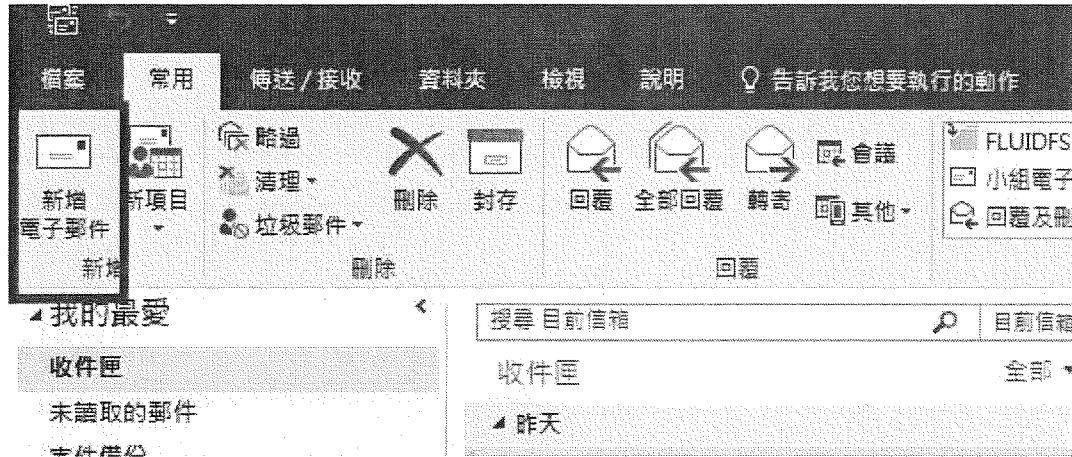 檔案 常用 傳送 / 接收 資料夾 檢視 說明 告訴我您想要執行的動作
新增
電子郵件
新項目
新增
略過
清理
垃圾郵件
刪除
封存
刪除
回覆
全部回覆
轉寄
會議
其他
回覆
FLUIDFS
小組電子
回覆及刪
我的最愛
收件匣
未讀取的郵件
搜尋 目前信箱
目前信箱
收件匣
全部
昨天